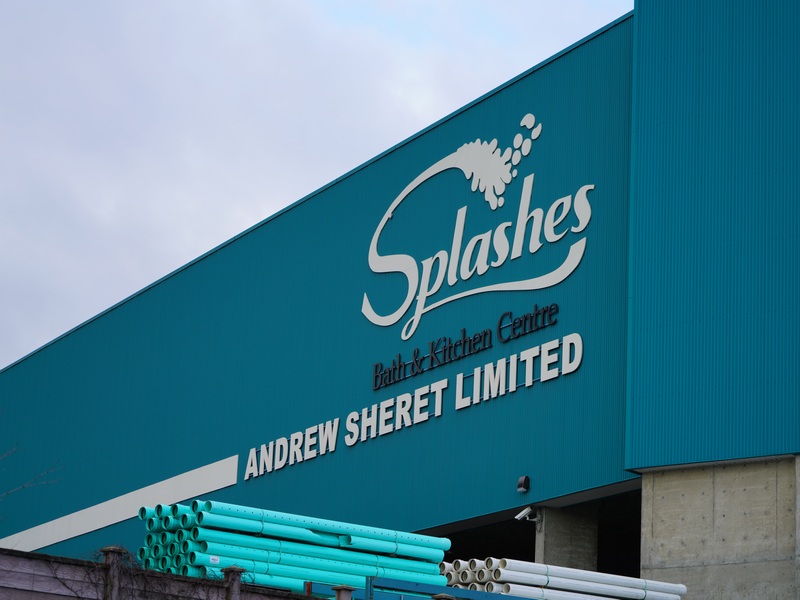 Splashes
Bath & Kitchen Centre
ANDREW SHERET LIMITED